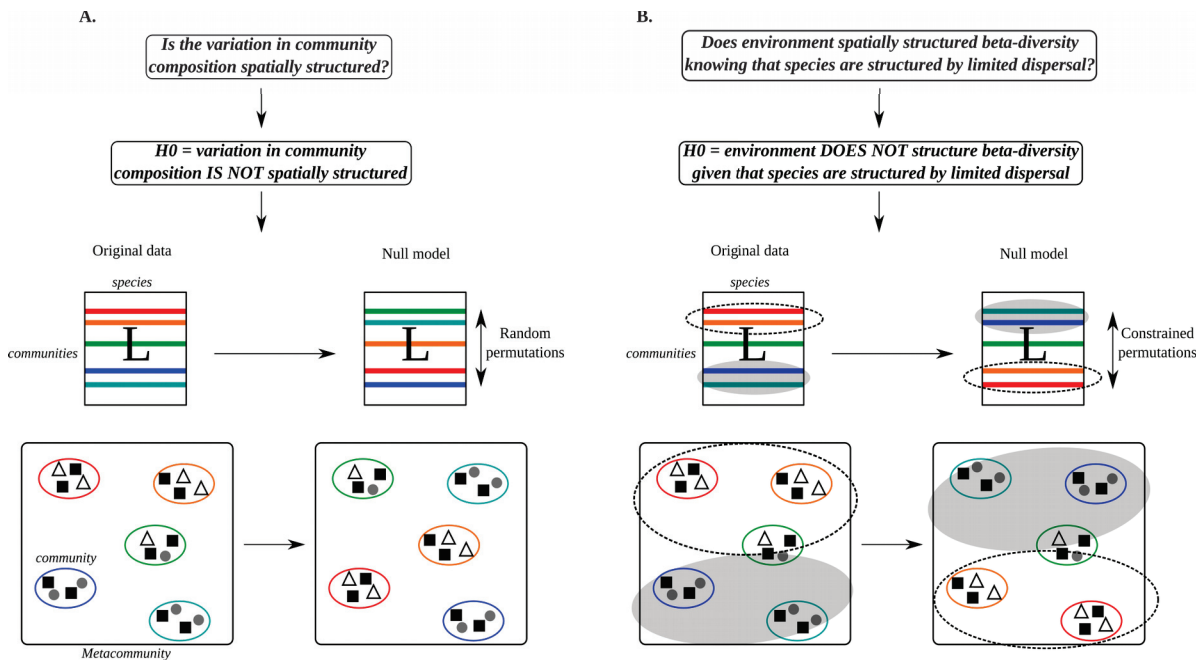 A.
Is the variation in community
composition spatially structured?
H0 = variation in community
composition IS NOT spatially structured
Original data
Null model
species
communities
L
L
Random
permutations
community
Metacommunity
B.
Does environment spatially structured beta-diversity
knowing that species are structured by limited dispersal?
H0 = environment DOES NOT structure beta-diversity
given that species are structured by limited dispersal
Original data
Null model
species
communities
L
L
Constrained
permutations